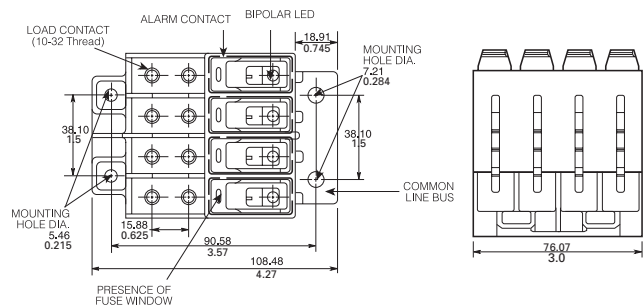 ALARM CONTACT
BIPOLAR LED
LOAD CONTACT
(10-32 Thread)
18.91
0.745
MOUNTING
HOLE DIA.
7.21
0.284
38.10
1.5
38.10
1.5
MOUNTING
HOLE DIA.
5.46
0.215
15.88
0.625
COMMON
LINE BUS
90.58
3.57
108.48
4.27
PRESENCE OF
FUSE WINDOW
76.07
3.0